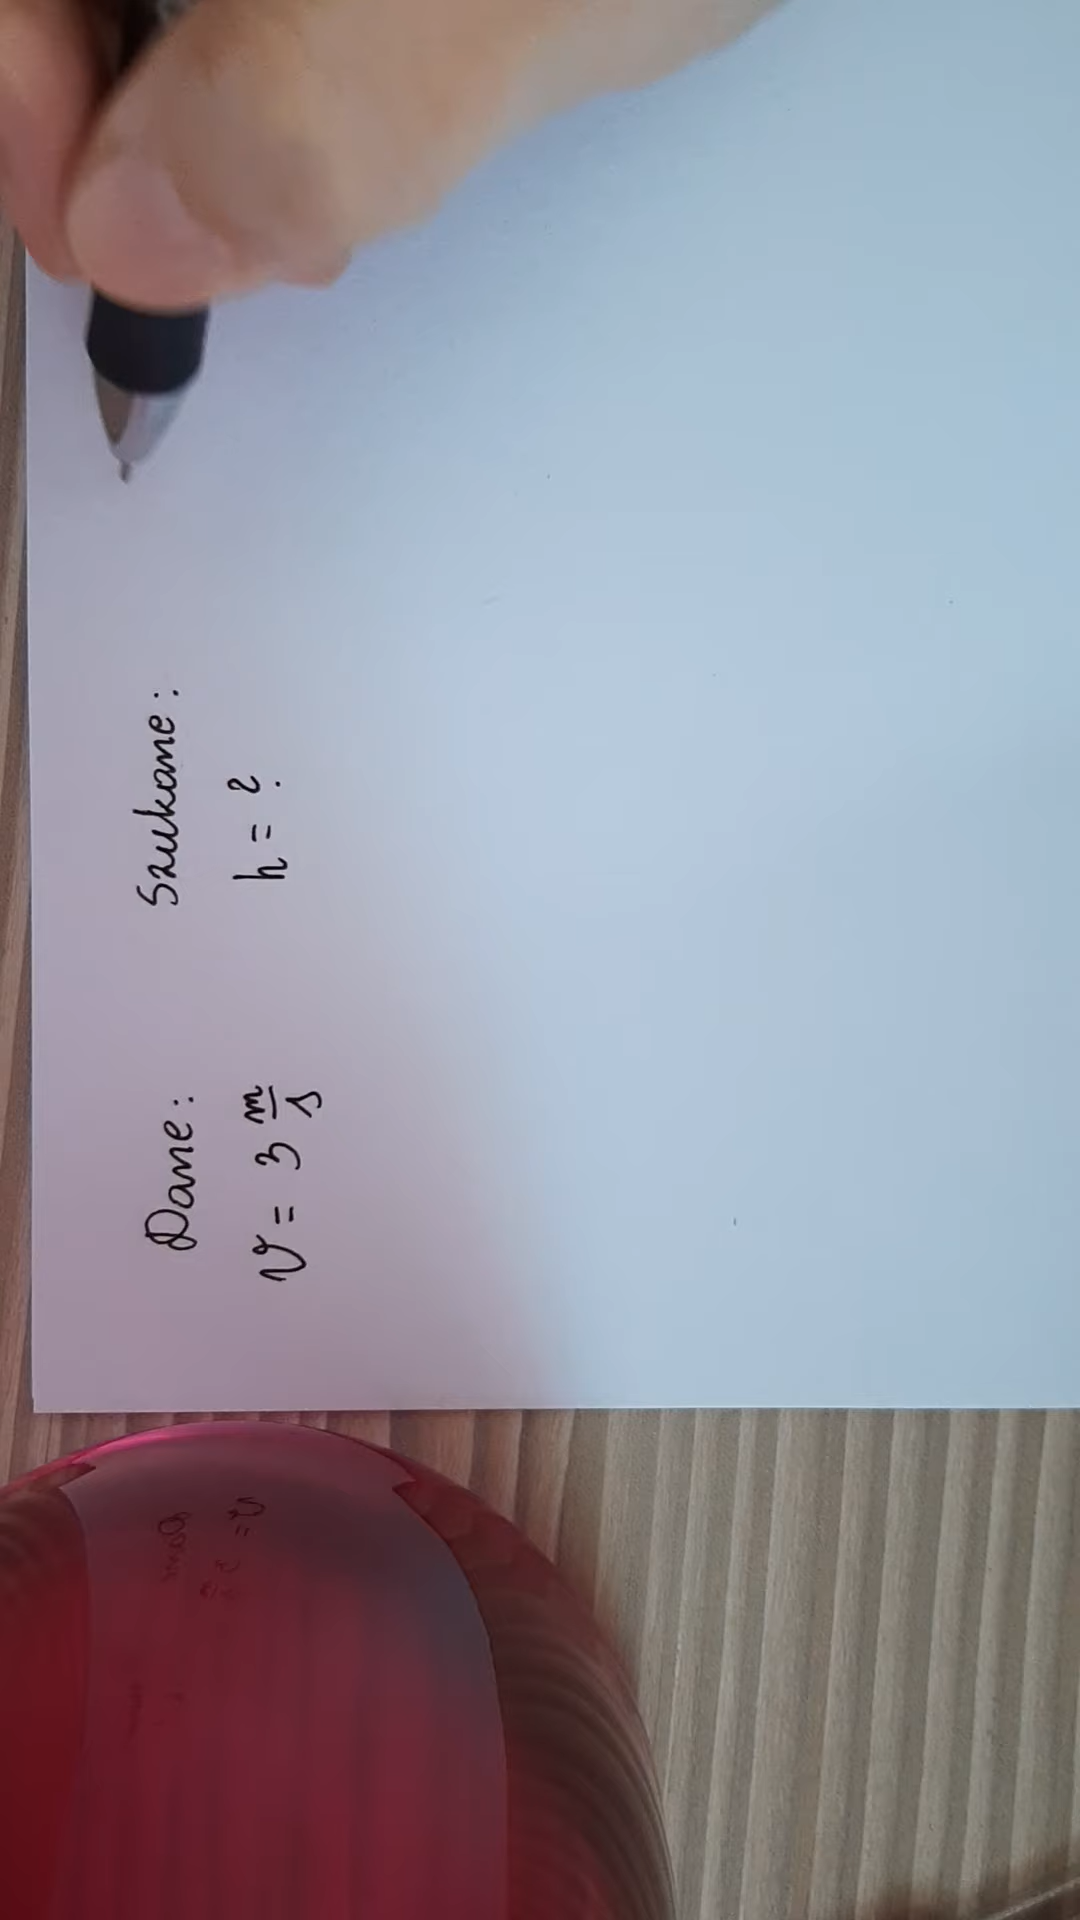 Dane: Szukane:
v = 3 m/s h = ?